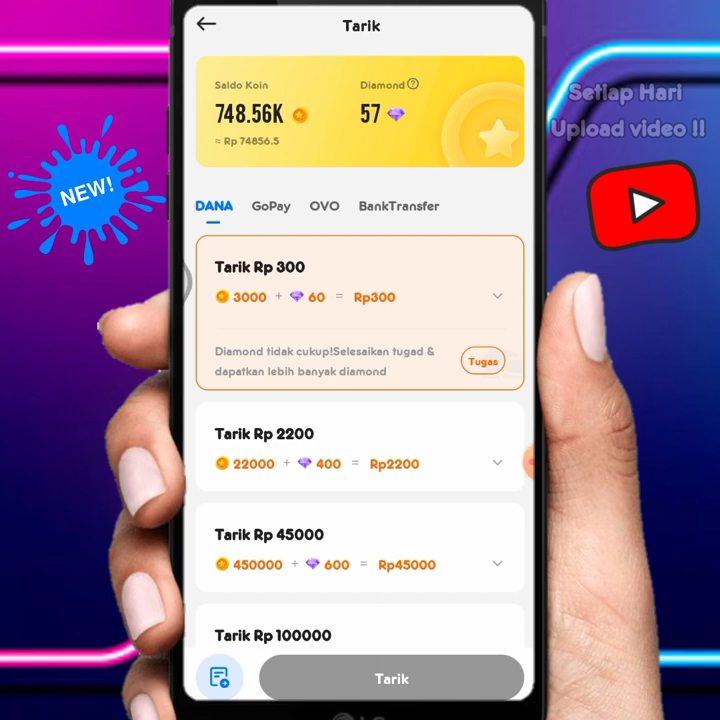 Tarik
Saldo Koin
Diamond
748.56K
57
≈ Rp 74856.5
Setiap Hari
Upload video !!
NEW!
DANA GoPay OVO BankTransfer
Tarik Rp 300
3000 + 60 = Rp300
Diamond tidak cukup!Selesaikan tugad &
dapatkan lebih banyak diamond
Tugas
Tarik Rp 2200
22000 + 400 = Rp2200
Tarik Rp 45000
450000 + 600 = Rp45000
Tarik Rp 100000
Tarik